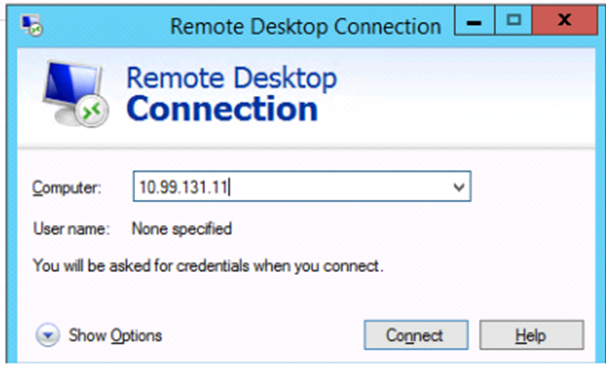 Remote Desktop Connection
Remote Desktop
Connection
Computer: 10.99.131.11
User name: None specified
You will be asked for credentials when you connect.
Show Options Connect Help